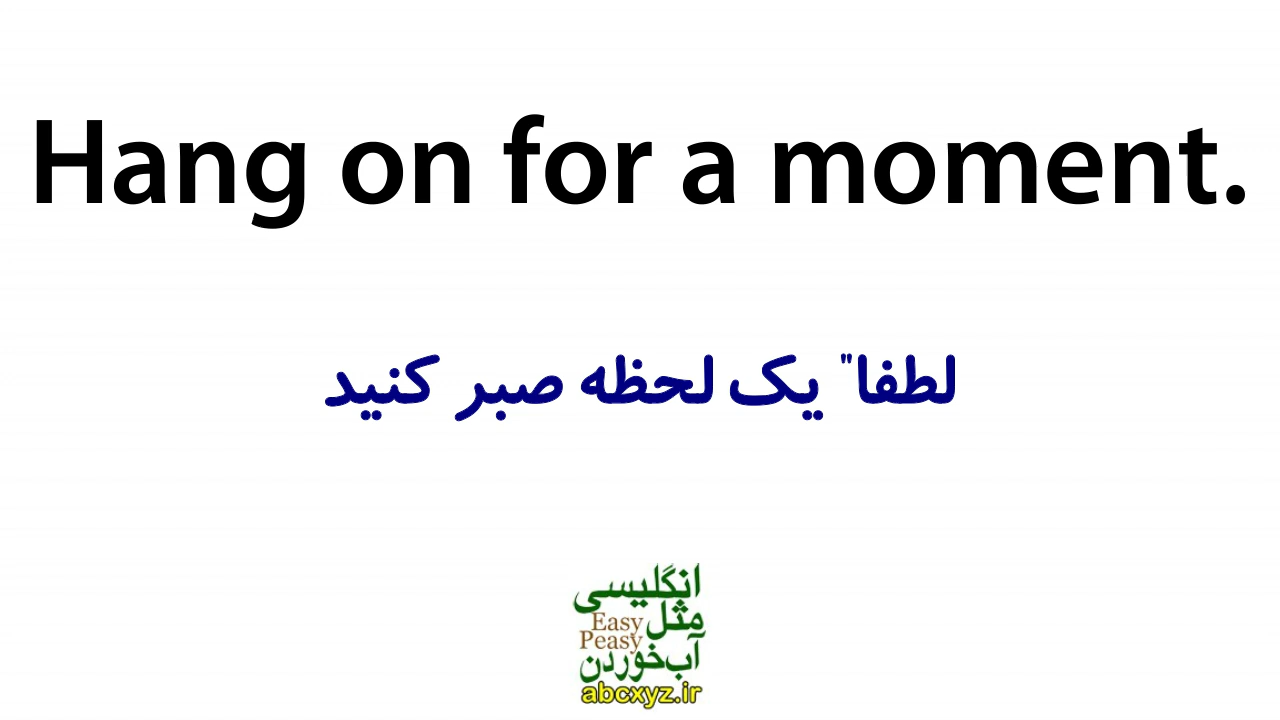 Hang on for a moment.
لطفا" یک لحظه صبر کنید
انگلیسی
مثل
Easy
Peasy
آب‌خوردن
abcxyz.ir